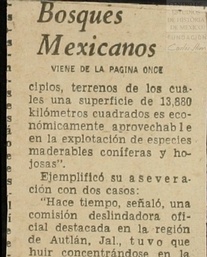 Bosques
Mexicanos
VIENE DE LA PAGINA ONCE
cipios, terrenos de los cua-
les una superficie de 13,880
kilómetros cuadrados es eco-
nómicamente aprovechable
en la explotación de especies
maderables coníferas y ho-
josas".
Ejemplificó su asevera-
ción con dos casos:
"Hace tiempo, señaló, una
comisión deslindadora ofi-
cial destacada en la región
de Autlán, Jal., tuvo que
huir concentrándose en la